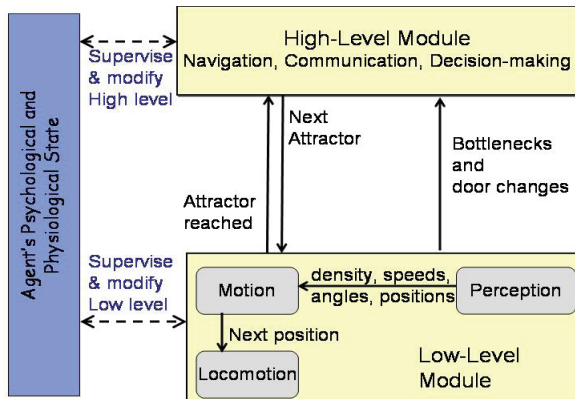 Agent's Psychological and
Physiological State
Supervise
& modify
High level
High-Level Module
Navigation, Communication, Decision-making
Next
Attractor
Bottlenecks
and
door changes
Attractor
reached
Supervise
& modify
Low level
Motion
density, speeds,
angles, positions
Perception
Next position
Locomotion
Low-Level
Module